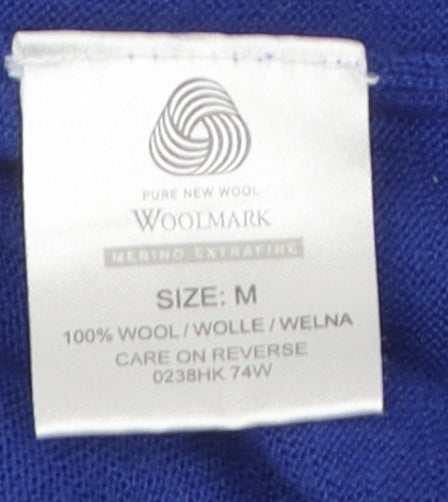 PURE NEW WOOL
WOOLMARK
MERINO EXTRAFINE
SIZE: M
100% WOOL / WOLLE / WELNA
CARE ON REVERSE
0238HK 74W